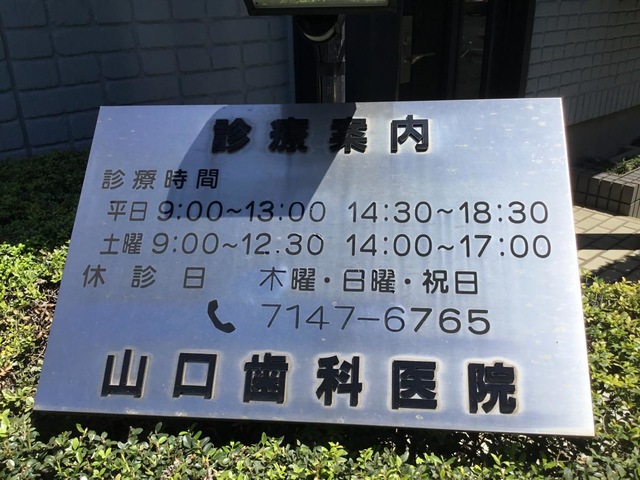 診療案内
診療時間
平日 9:00~13:00 14:30~18:30
土曜 9:00~12:30 14:00~17:00
休診日 木曜・日曜・祝日
7147-6765
山口歯科医院